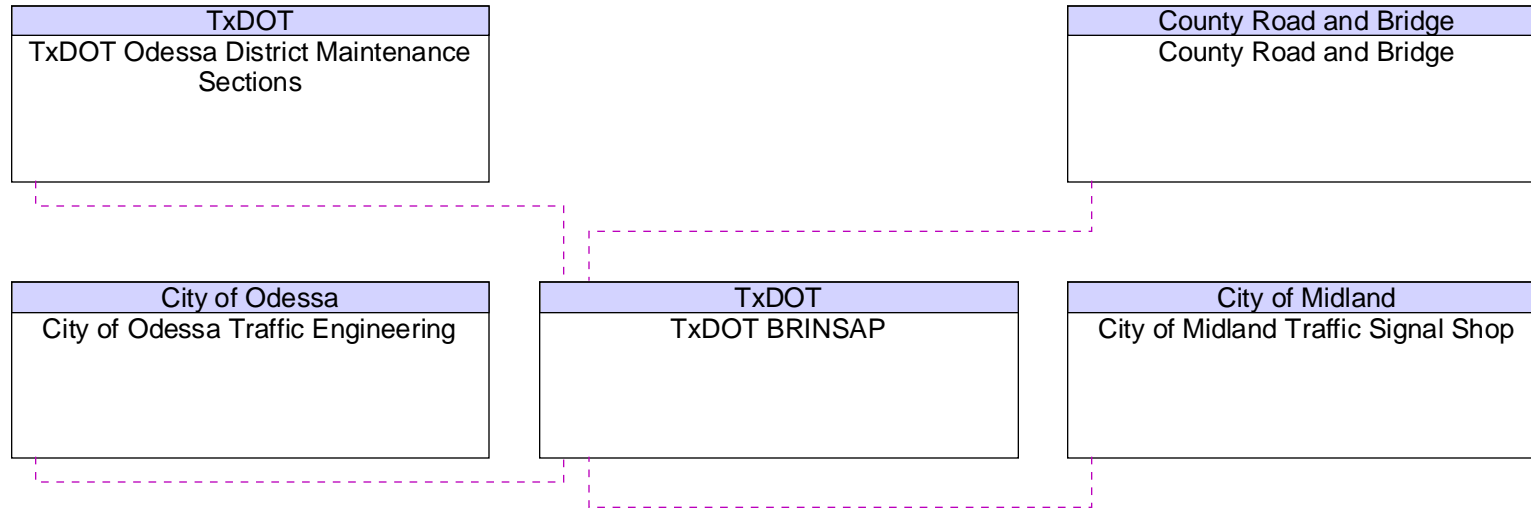 TxDOT
TxDOT Odessa District Maintenance
Sections
County Road and Bridge
County Road and Bridge
City of Odessa
City of Odessa Traffic Engineering
TxDOT
TxDOT BRINSAP
City of Midland
City of Midland Traffic Signal Shop